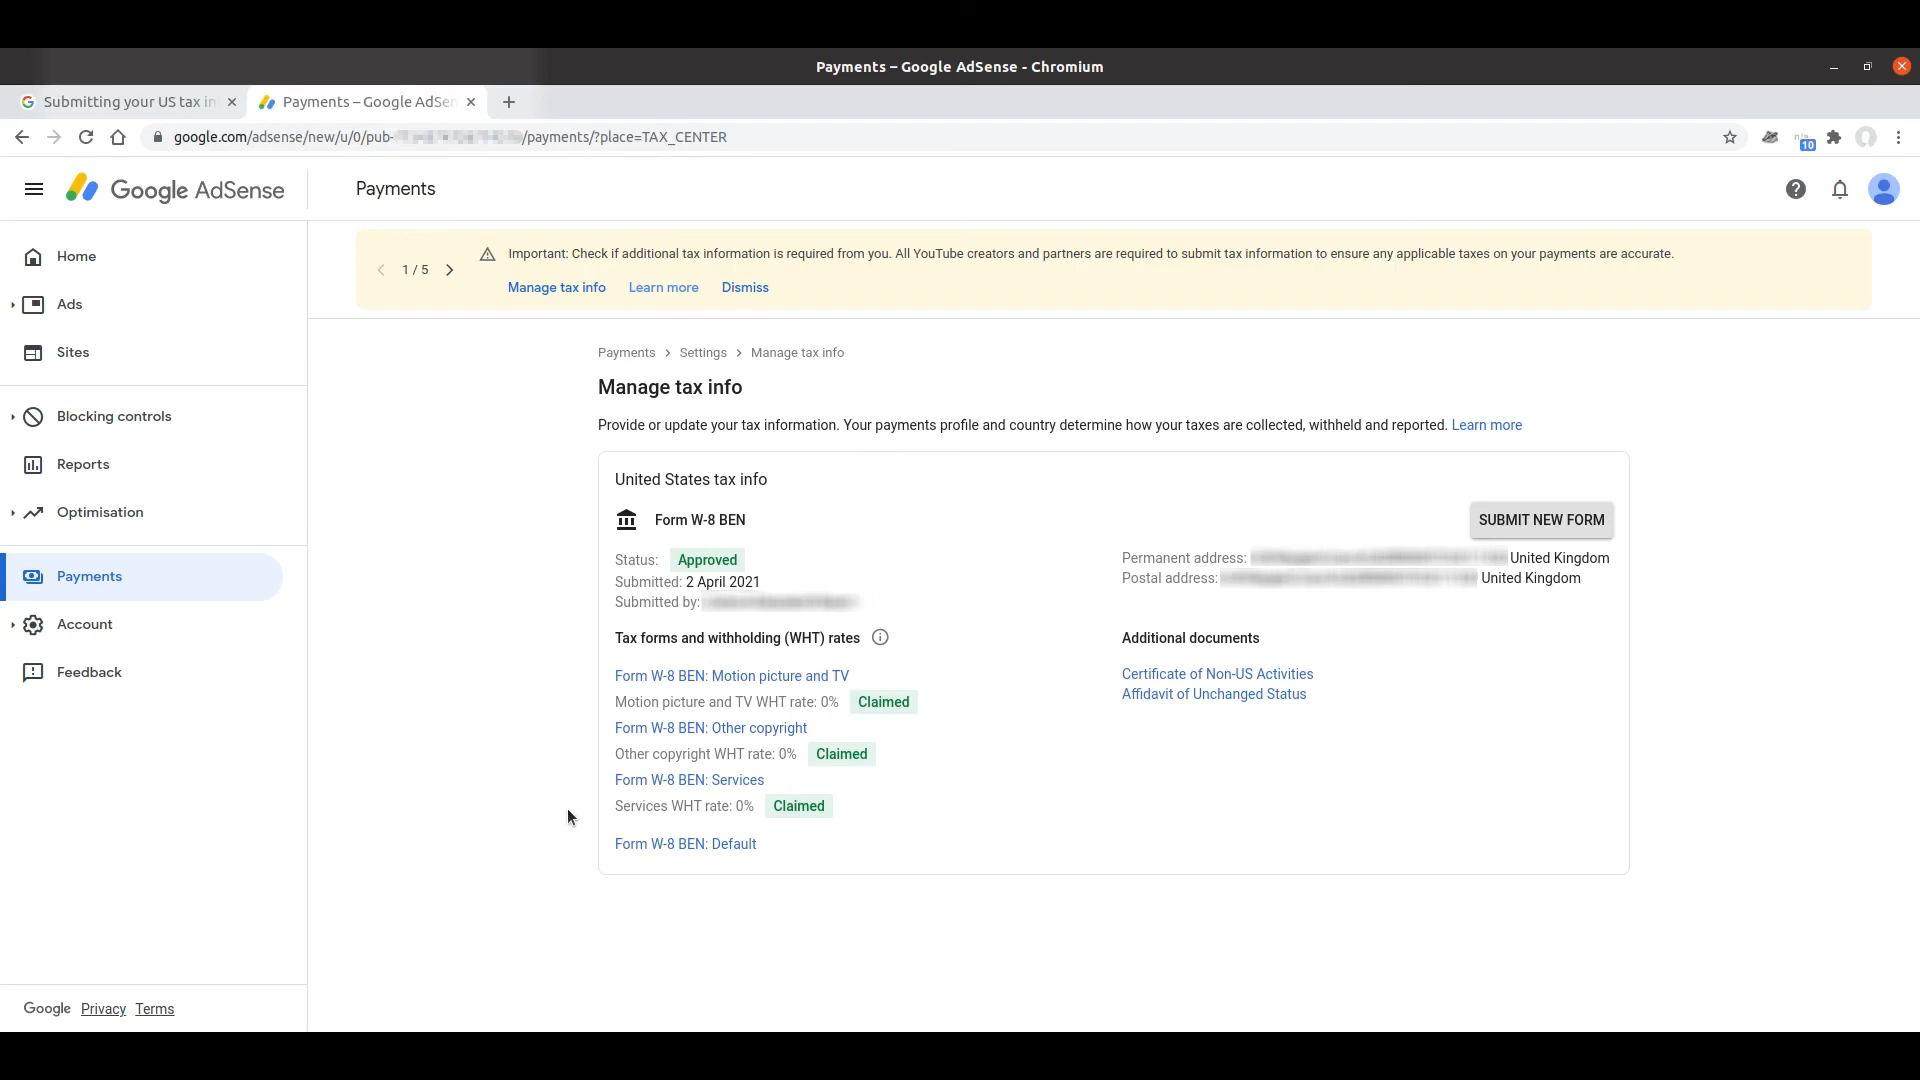 Payments – Google AdSense - Chromium
Submitting your US tax in
Payments – Google AdSen
google.com/adsense/new/u/0/pub-
/payments/?place=TAX_CENTER
10
Google AdSense
Payments
Home
Ads
Sites
Blocking controls
Reports
Optimisation
Payments
Account
Feedback
Google Privacy Terms
1 / 5
Important: Check if additional tax information is required from you. All YouTube creators and partners are required to submit tax information to ensure any applicable taxes on your payments are accurate.
Manage tax info Learn more Dismiss
Payments > Settings > Manage tax info
Manage tax info
Provide or update your tax information. Your payments profile and country determine how your taxes are collected, withheld and reported. Learn more
United States tax info
Form W-8 BEN
SUBMIT NEW FORM
Status: Approved
Submitted: 2 April 2021
Submitted by:
Permanent address: United Kingdom
Postal address: United Kingdom
Tax forms and withholding (WHT) rates
Form W-8 BEN: Motion picture and TV
Motion picture and TV WHT rate: 0% Claimed
Form W-8 BEN: Other copyright
Other copyright WHT rate: 0% Claimed
Form W-8 BEN: Services
Services WHT rate: 0% Claimed
Form W-8 BEN: Default
Additional documents
Certificate of Non-US Activities
Affidavit of Unchanged Status